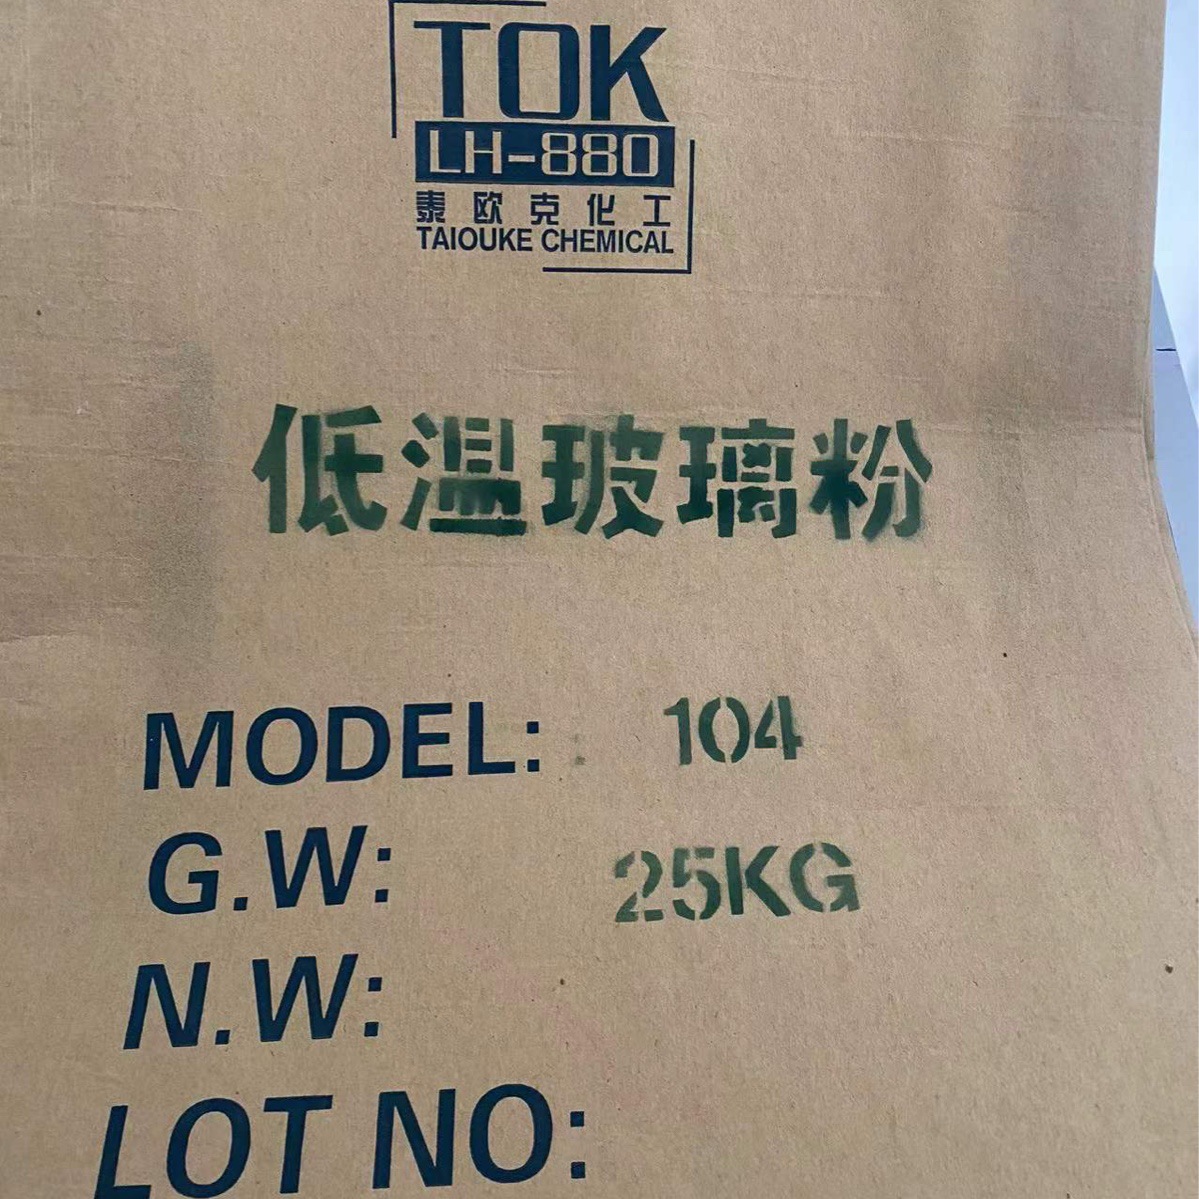 TOK
LH-880
泰欧克化工
TAIOUKE CHEMICAL
低温玻璃粉
MODEL: 104
G.W: 25KG
N.W:
LOT NO: